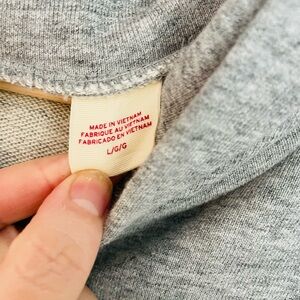 MADE IN VIETNAM
FABRIQUE AU VIETNAM
FABRICADO EN VIETNAM
L/G/G